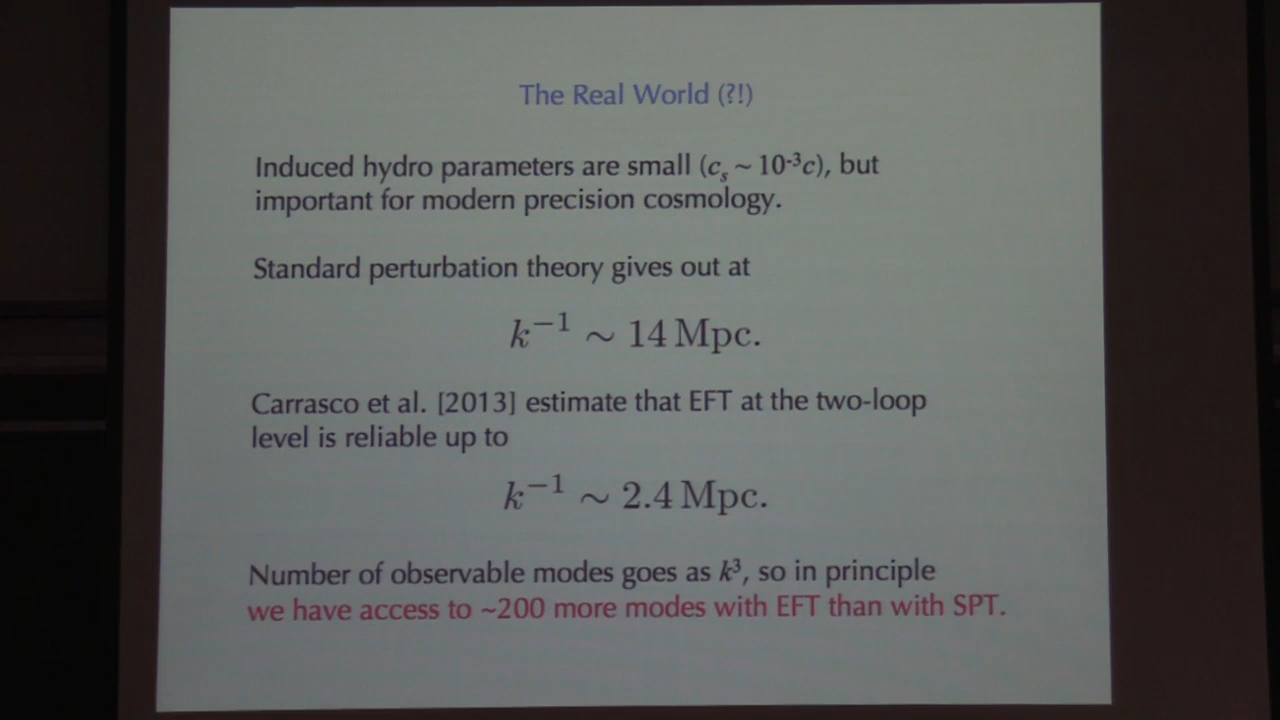 The Real World (?!)
Induced hydro parameters are small (cₛ ~ 10⁻³c), but
important for modern precision cosmology.
Standard perturbation theory gives out at
k⁻¹ ∼ 14 Mpc.
Carrasco et al. [2013] estimate that EFT at the two-loop
level is reliable up to
k⁻¹ ∼ 2.4 Mpc.
Number of observable modes goes as k³, so in principle
we have access to ~200 more modes with EFT than with SPT.